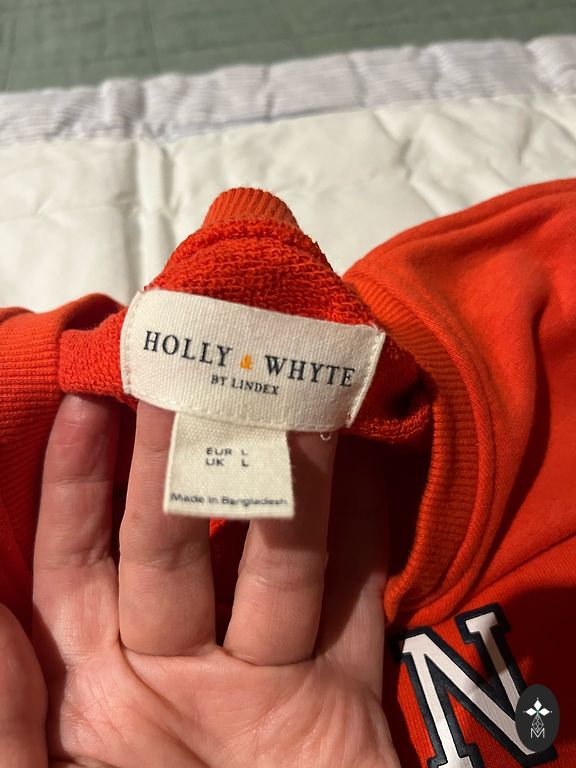 HOLLY & WHYTE
BY LINDEX
EUR L
UK L
Made in Bangladesh
N
M